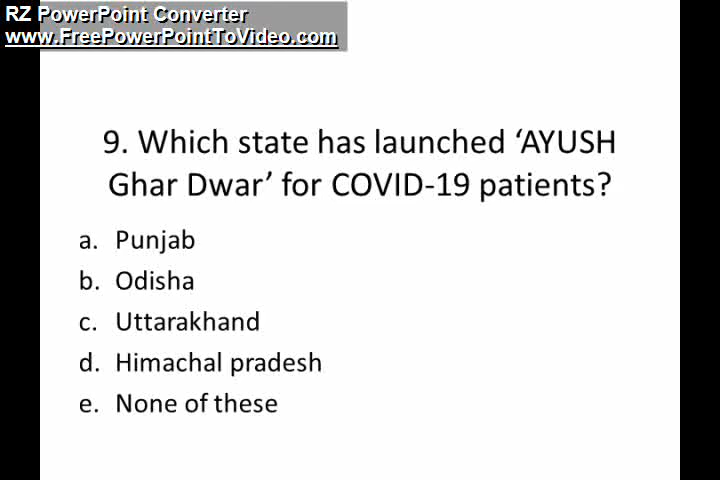 RZ PowerPoint Converter
www.FreePowerPointToVideo.com
9. Which state has launched ‘AYUSH
Ghar Dwar’ for COVID-19 patients?
a. Punjab
b. Odisha
c. Uttarakhand
d. Himachal pradesh
e. None of these